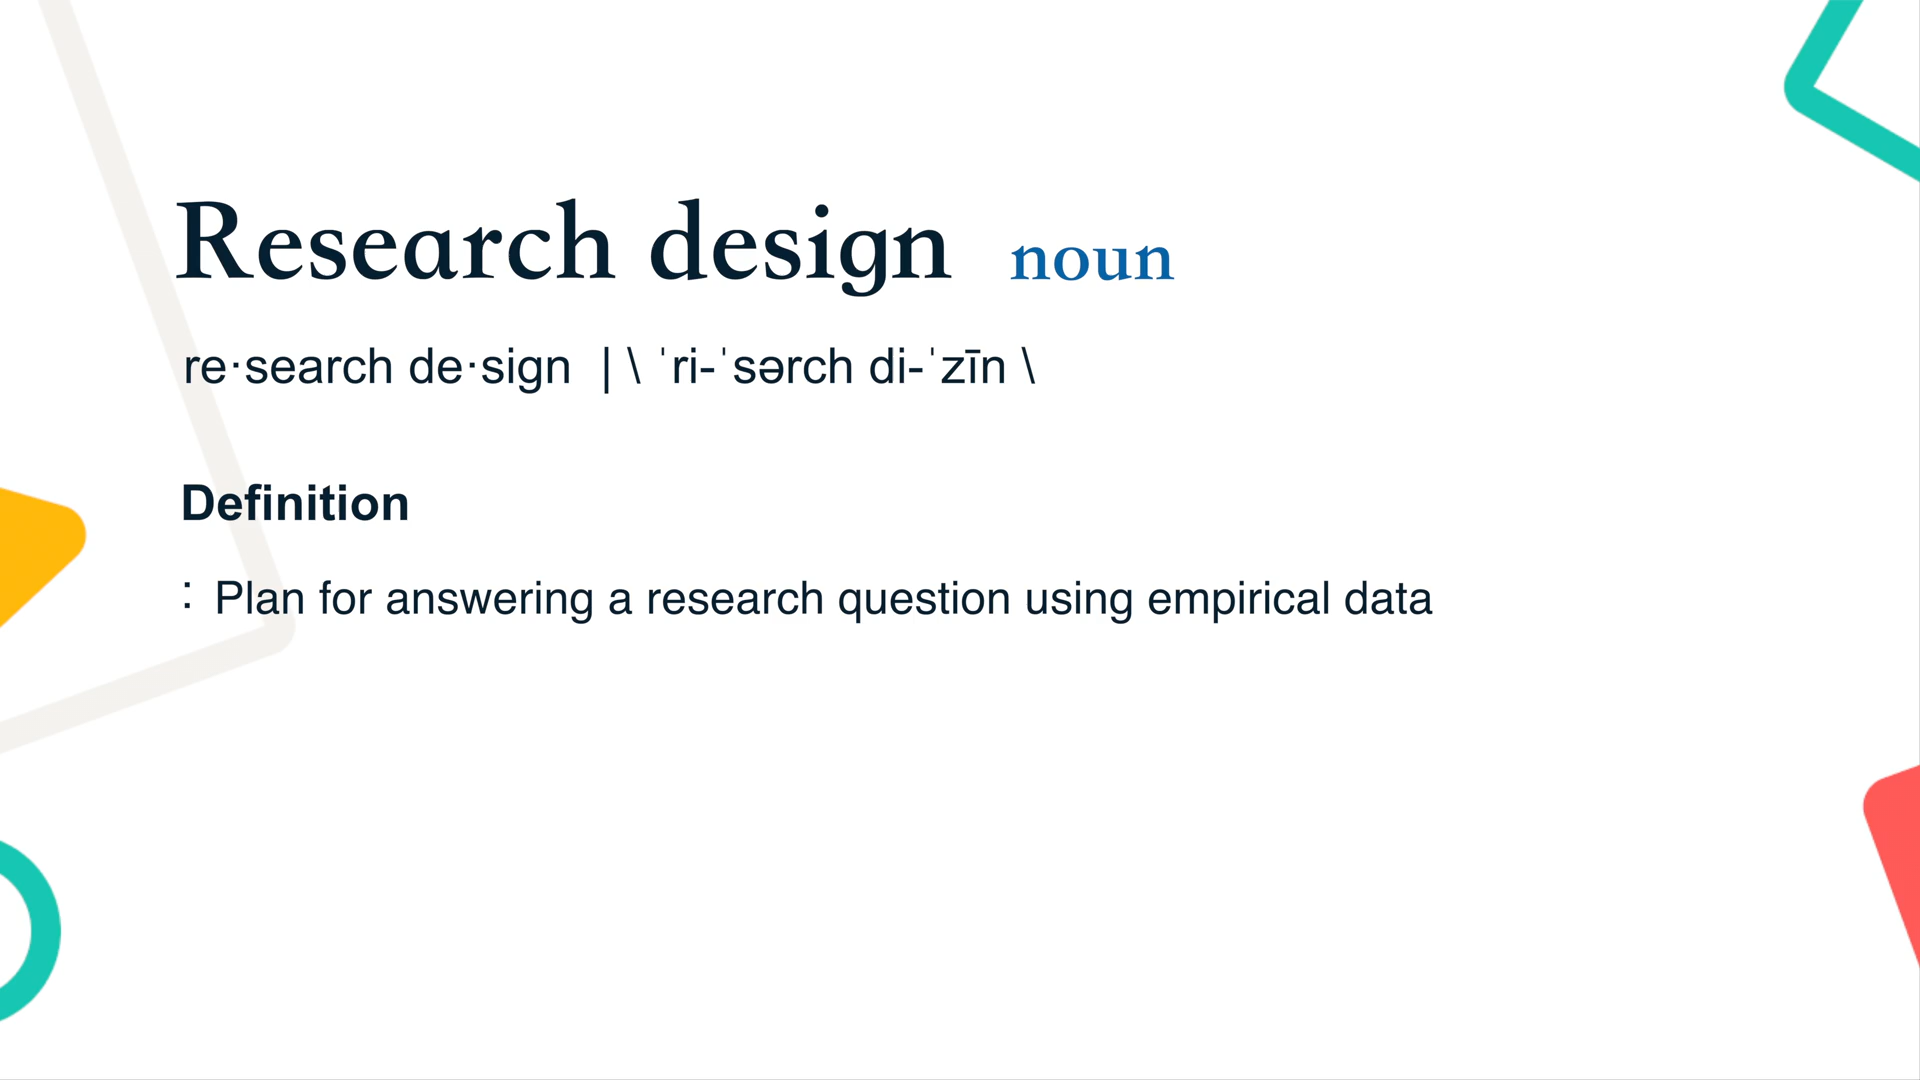 Research design noun
re·search de·sign | \ ˈri-ˈsərch di-ˈzīn \
Definition
: Plan for answering a research question using empirical data